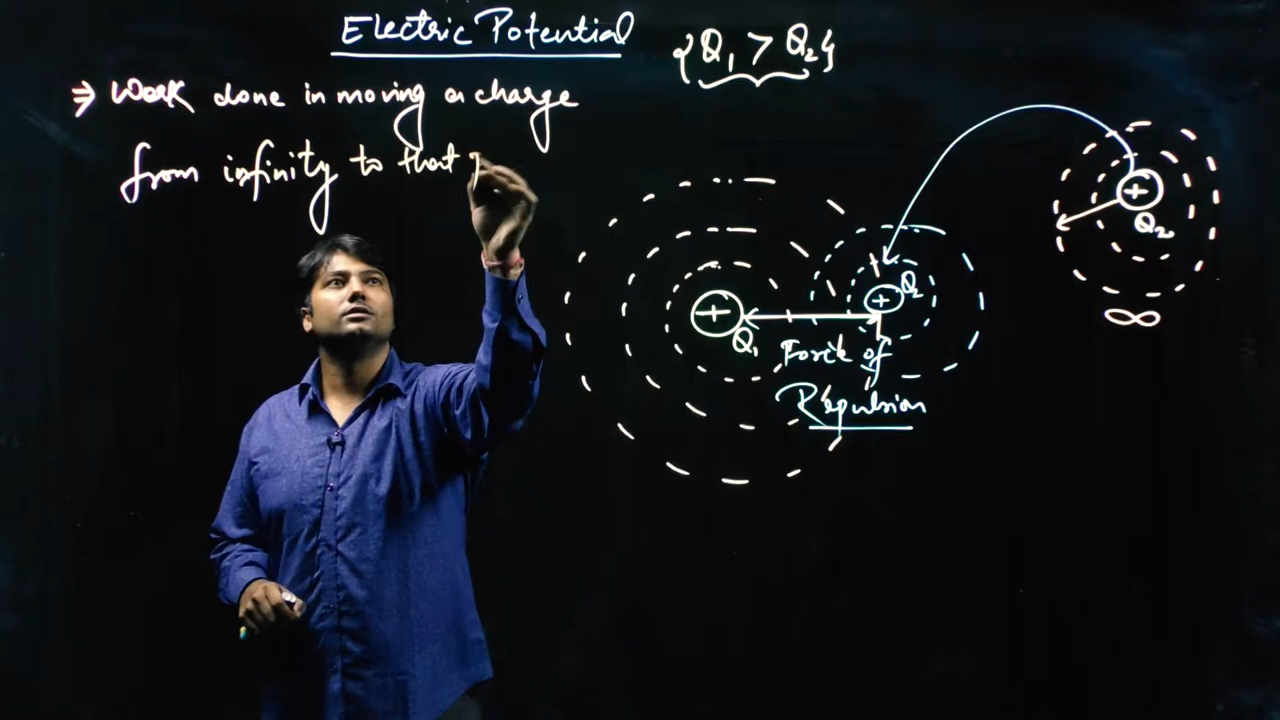 Electric Potential
{Q₁ > Q₂}
⇒ Work done in moving a charge
from infinity to that
+
Q₂
∞
+
Q₁
+
Q₂
Force of
Repulsion